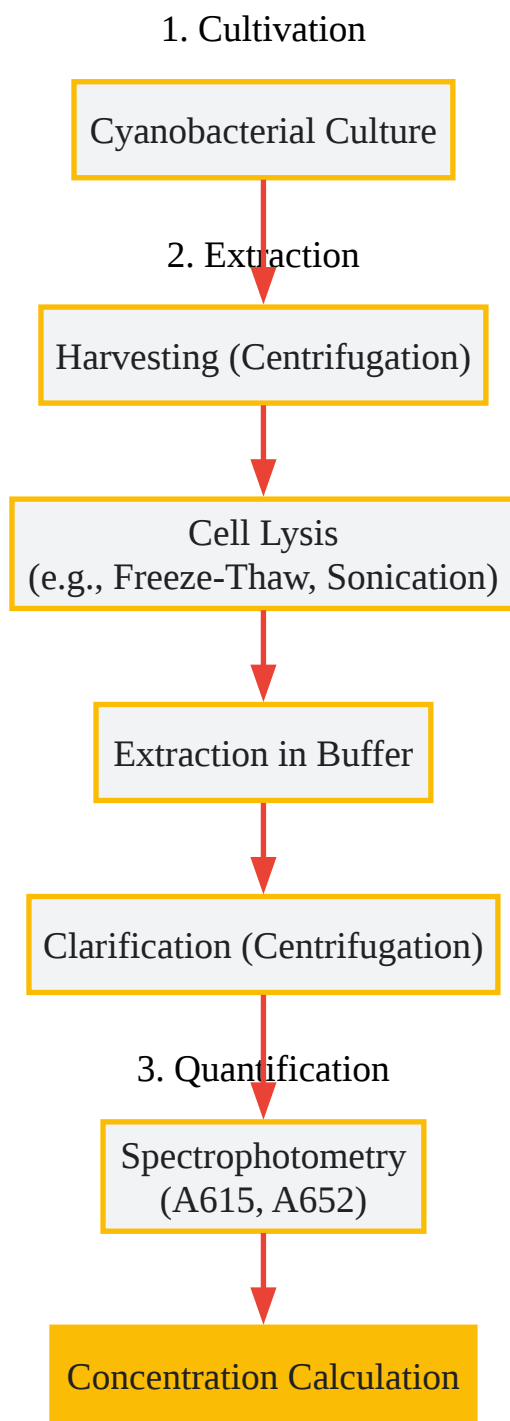 1. Cultivation
Cyanobacterial Culture
2. Extraction
Harvesting (Centrifugation)
Cell Lysis
(e.g., Freeze-Thaw, Sonication)
Extraction in Buffer
Clarification (Centrifugation)
3. Quantification
Spectrophotometry
(A615, A652)
Concentration Calculation